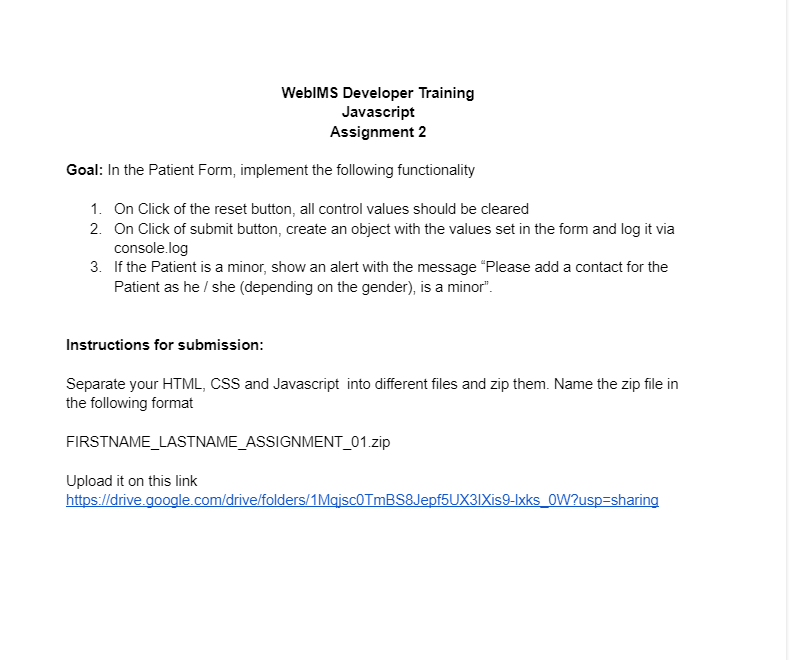 WebIMS Developer Training
Javascript
Assignment 2
Goal: In the Patient Form, implement the following functionality
1. On Click of the reset button, all control values should be cleared
2. On Click of submit button, create an object with the values set in the form and log it via
console.log
3. If the Patient is a minor, show an alert with the message “Please add a contact for the
Patient as he / she (depending on the gender), is a minor”.
Instructions for submission:
Separate your HTML, CSS and Javascript into different files and zip them. Name the zip file in
the following format
FIRSTNAME_LASTNAME_ASSIGNMENT_01.zip
Upload it on this link
https://drive.google.com/drive/folders/1Mqjsc0TmBS8Jepf5UX3IXis9-lxks_0W?usp=sharing